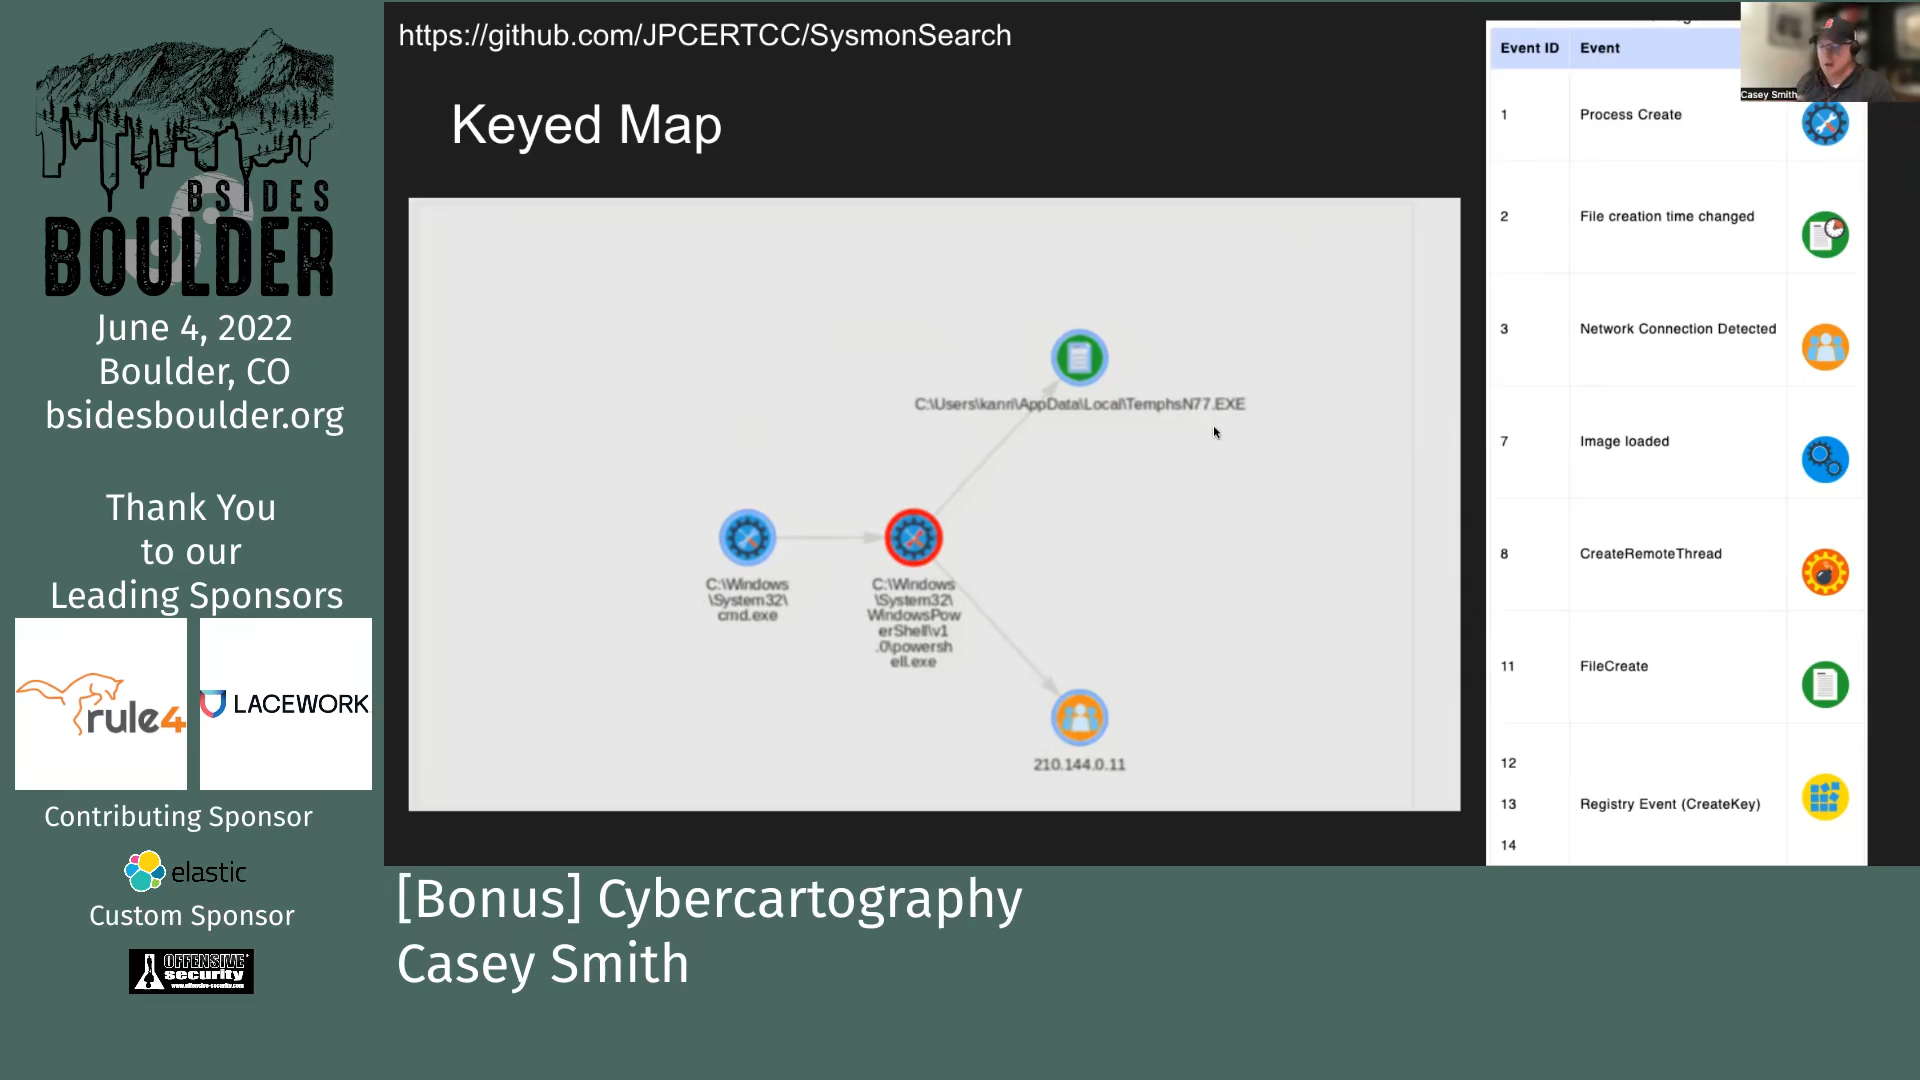 BSIDES
BOULDER
June 4, 2022
Boulder, CO
bsidesboulder.org
Thank You
to our
Leading Sponsors
rule4
LACEWORK
Contributing Sponsor
elastic
Custom Sponsor
OFFENSIVE
security
www.offensive-security.com
https://github.com/JPCERTCC/SysmonSearch
Keyed Map
C:\Users\kanri\AppData\Local\TemphsN77.EXE
C:\Windows
\System32\
cmd.exe
C:\Windows
\System32\
WindowsPow
erShell\v1
.0\powersh
ell.exe
210.144.0.11
Event ID Event
1 Process Create
2 File creation time changed
3 Network Connection Detected
7 Image loaded
8 CreateRemoteThread
11 FileCreate
12
13 Registry Event (CreateKey)
14
Casey Smith
[Bonus] Cybercartography
Casey Smith